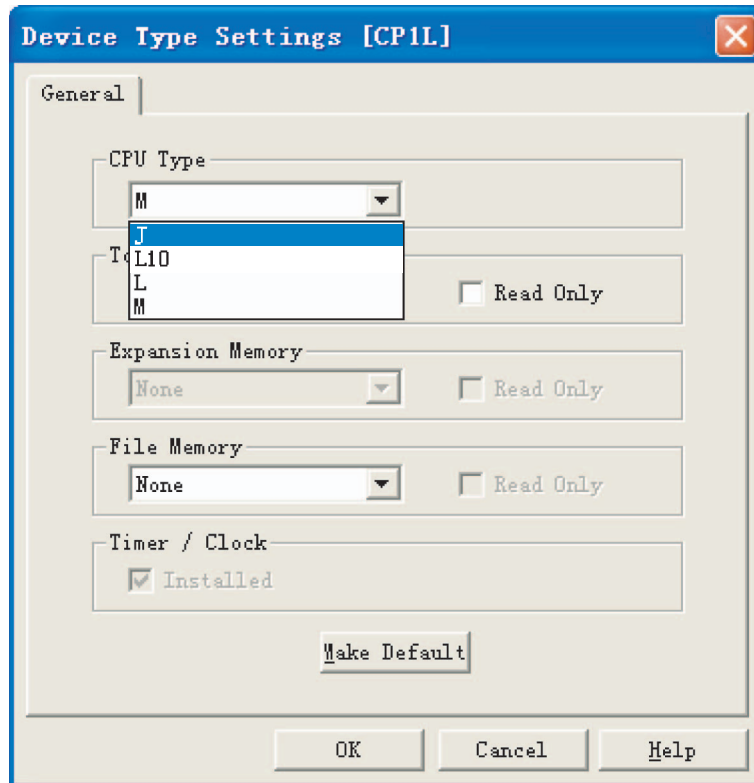 Device Type Settings [CP1L]
General
CPU Type
M
J
L10
L
M
Read Only
Expansion Memory
None Read Only
File Memory
None Read Only
Timer / Clock
Installed
Make Default
OK Cancel Help